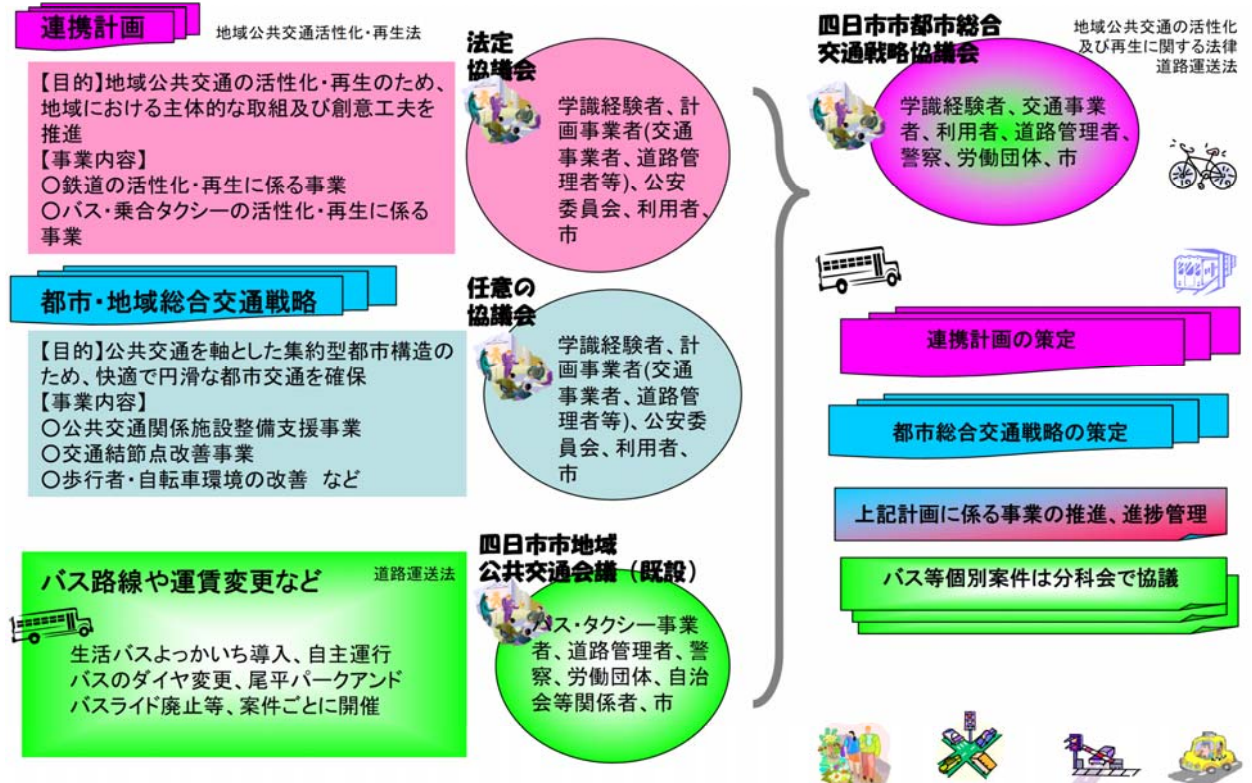 連携計画
地域公共交通活性化・再生法
【目的】地域公共交通の活性化・再生のため、
地域における主体的な取組及び創意工夫を
推進
【事業内容】
○鉄道の活性化・再生に係る事業
○バス・乗合タクシーの活性化・再生に係る
事業
法定
協議会
学識経験者、計
画事業者(交通
事業者、道路管
理者等)、公安
委員会、利用者、
市
都市・地域総合交通戦略
【目的】公共交通を軸とした集約型都市構造の
ため、快適で円滑な都市交通を確保
【事業内容】
○公共交通関係施設整備支援事業
○交通結節点改善事業
○歩行者・自転車環境の改善 など
任意の
協議会
学識経験者、計
画事業者(交通
事業者、道路管
理者等)、公安委
員会、利用者、
市
バス路線や運賃変更など
道路運送法
生活バスよっかいち導入、自主運行
バスのダイヤ変更、尾平パークアンド
バスライド廃止等、案件ごとに開催
四日市市地域
公共交通会議（既設）
バス・タクシー事業
者、道路管理者、警
察、労働団体、自治
会等関係者、市
四日市市都市総合
交通戦略協議会
地域公共交通の活性化
及び再生に関する法律
道路運送法
学識経験者、交通事業
者、利用者、道路管理者、
警察、労働団体、市
連携計画の策定
都市総合交通戦略の策定
上記計画に係る事業の推進、進捗管理
バス等個別案件は分科会で協議